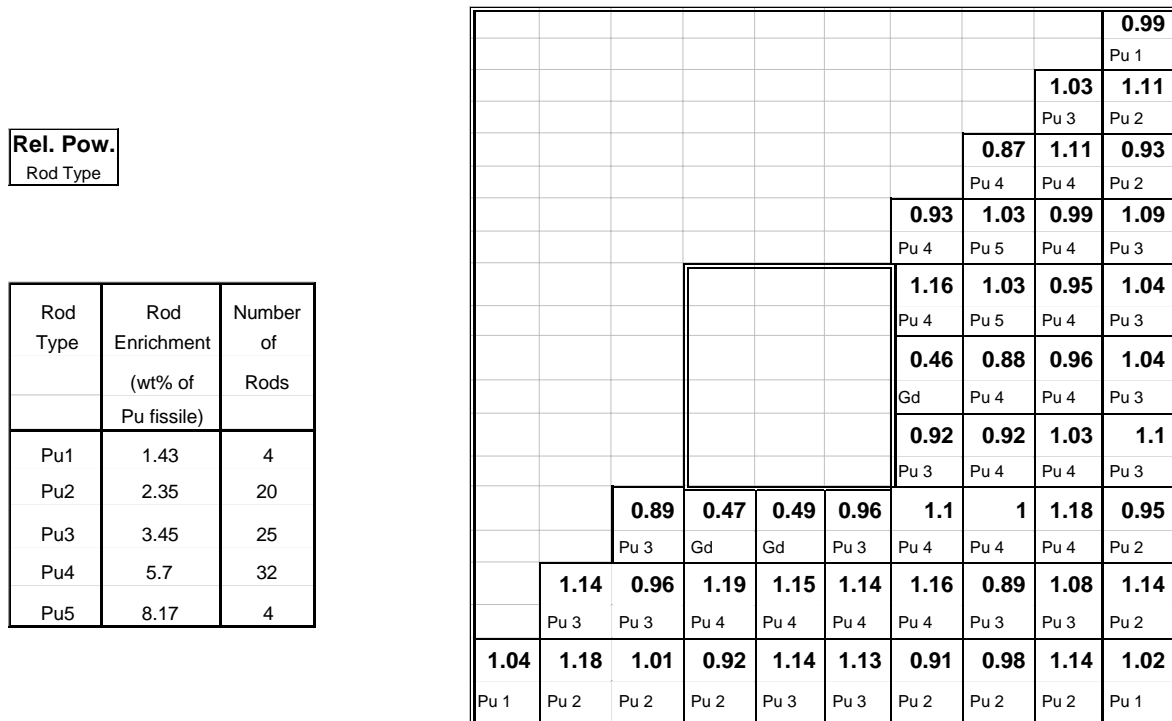 Rel. Pow.
Rod Type
Rod Rod Number
Type Enrichment of
(wt% of Rods
Pu fissile)
Pu1 1.43 4
Pu2 2.35 20
Pu3 3.45 25
Pu4 5.7 32
Pu5 8.17 4
0.99
Pu 1
1.03 1.11
Pu 3 Pu 2
0.87 1.11 0.93
Pu 4 Pu 4 Pu 2
0.93 1.03 0.99 1.09
Pu 4 Pu 5 Pu 4 Pu 3
1.16 1.03 0.95 1.04
Pu 4 Pu 5 Pu 4 Pu 3
0.46 0.88 0.96 1.04
Gd Pu 4 Pu 4 Pu 3
0.92 0.92 1.03 1.1
Pu 3 Pu 4 Pu 4 Pu 3
0.89 0.47 0.49 0.96 1.1 1 1.18 0.95
Pu 3 Gd Gd Pu 3 Pu 4 Pu 4 Pu 4 Pu 2
1.14 0.96 1.19 1.15 1.14 1.16 0.89 1.08 1.14
Pu 3 Pu 3 Pu 4 Pu 4 Pu 4 Pu 4 Pu 3 Pu 3 Pu 2
1.04 1.18 1.01 0.92 1.14 1.13 0.91 0.98 1.14 1.02
Pu 1 Pu 2 Pu 2 Pu 2 Pu 3 Pu 3 Pu 2 Pu 2 Pu 2 Pu 1